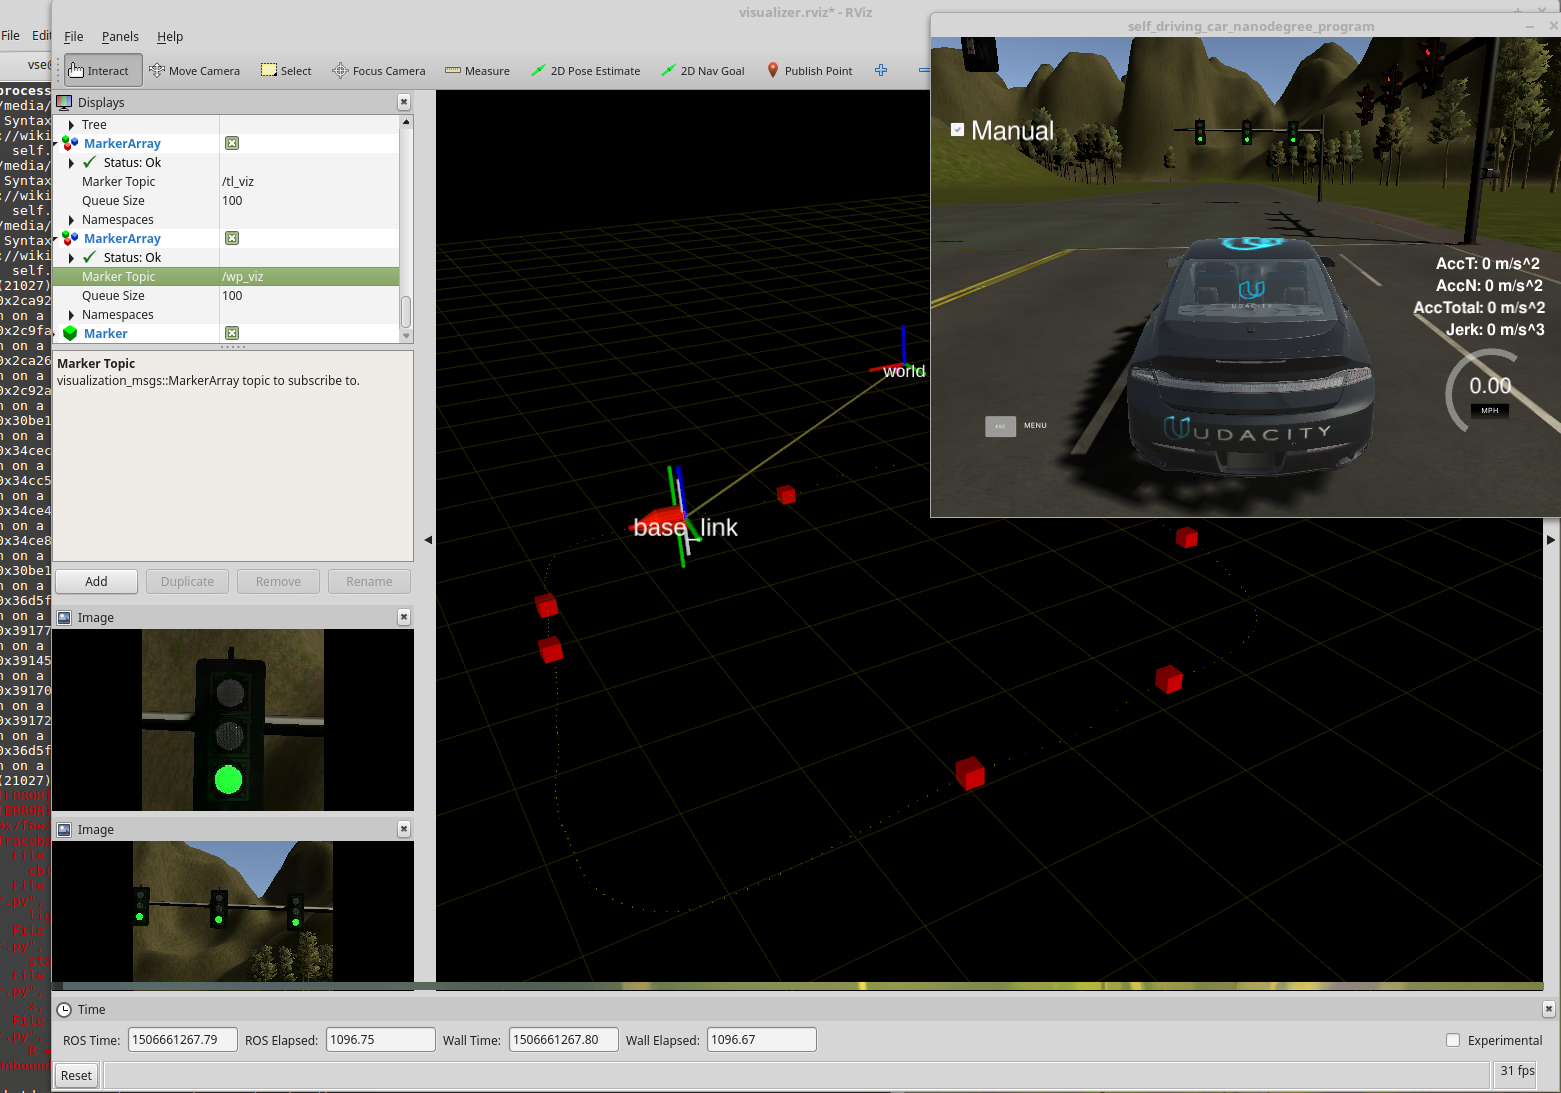 visualizer.rviz* - RViz
File Panels Help
Interact Move Camera Select Focus Camera Measure 2D Pose Estimate 2D Nav Goal Publish Point
Displays
Tree
MarkerArray
Status: Ok
Marker Topic /tl_viz
Queue Size 100
Namespaces
MarkerArray
Status: Ok
Marker Topic /wp_viz
Queue Size 100
Namespaces
Marker
Marker Topic
visualization_msgs::MarkerArray topic to subscribe to.
Add Duplicate Remove Rename
Image
Image
world
base_link
self_driving_car_nanodegree_program
Manual
AccT: 0 m/s^2
AccN: 0 m/s^2
AccTotal: 0 m/s^2
Jerk: 0 m/s^3
0.00
MPH
ESC MENU
UDACITY
UDACITY
Time
ROS Time: 1506661267.79 ROS Elapsed: 1096.75 Wall Time: 1506661267.80 Wall Elapsed: 1096.67 Experimental
Reset 31 fps
File Edi
vse@
process
/media/
Syntax
://wiki
self.
/media/
Syntax
://wiki
self.
/media/
Syntax
://wiki
self.
(21027)
0x2ca92
n on a
0x2c9fa
n on a
0x2ca26
n on a
0x2c92a
n on a
0x30be1
n on a
0x34cec
n on a
0x34cc5
n on a
0x34ce4
n on a
0x34ce8
n on a
0x30be1
n on a
0x36d5f
n on a
0x39177
n on a
0x39145
n on a
0x39170
n on a
0x39172
n on a
0x36d5f
n on a
(21027)